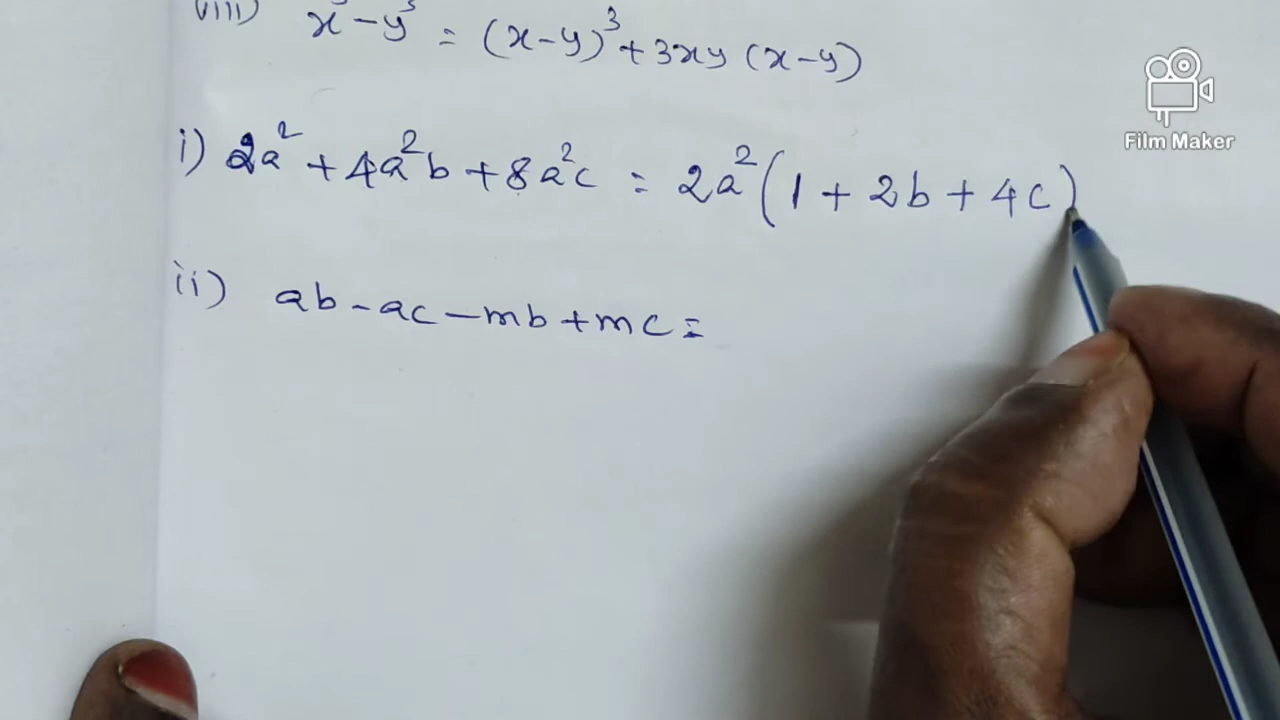 viii) x³ - y³ = (x-y)³ + 3xy (x-y)
Film Maker
i) 2a² + 4a²b + 8a²c = 2a² (1 + 2b + 4c)
ii) ab - ac - mb + mc =